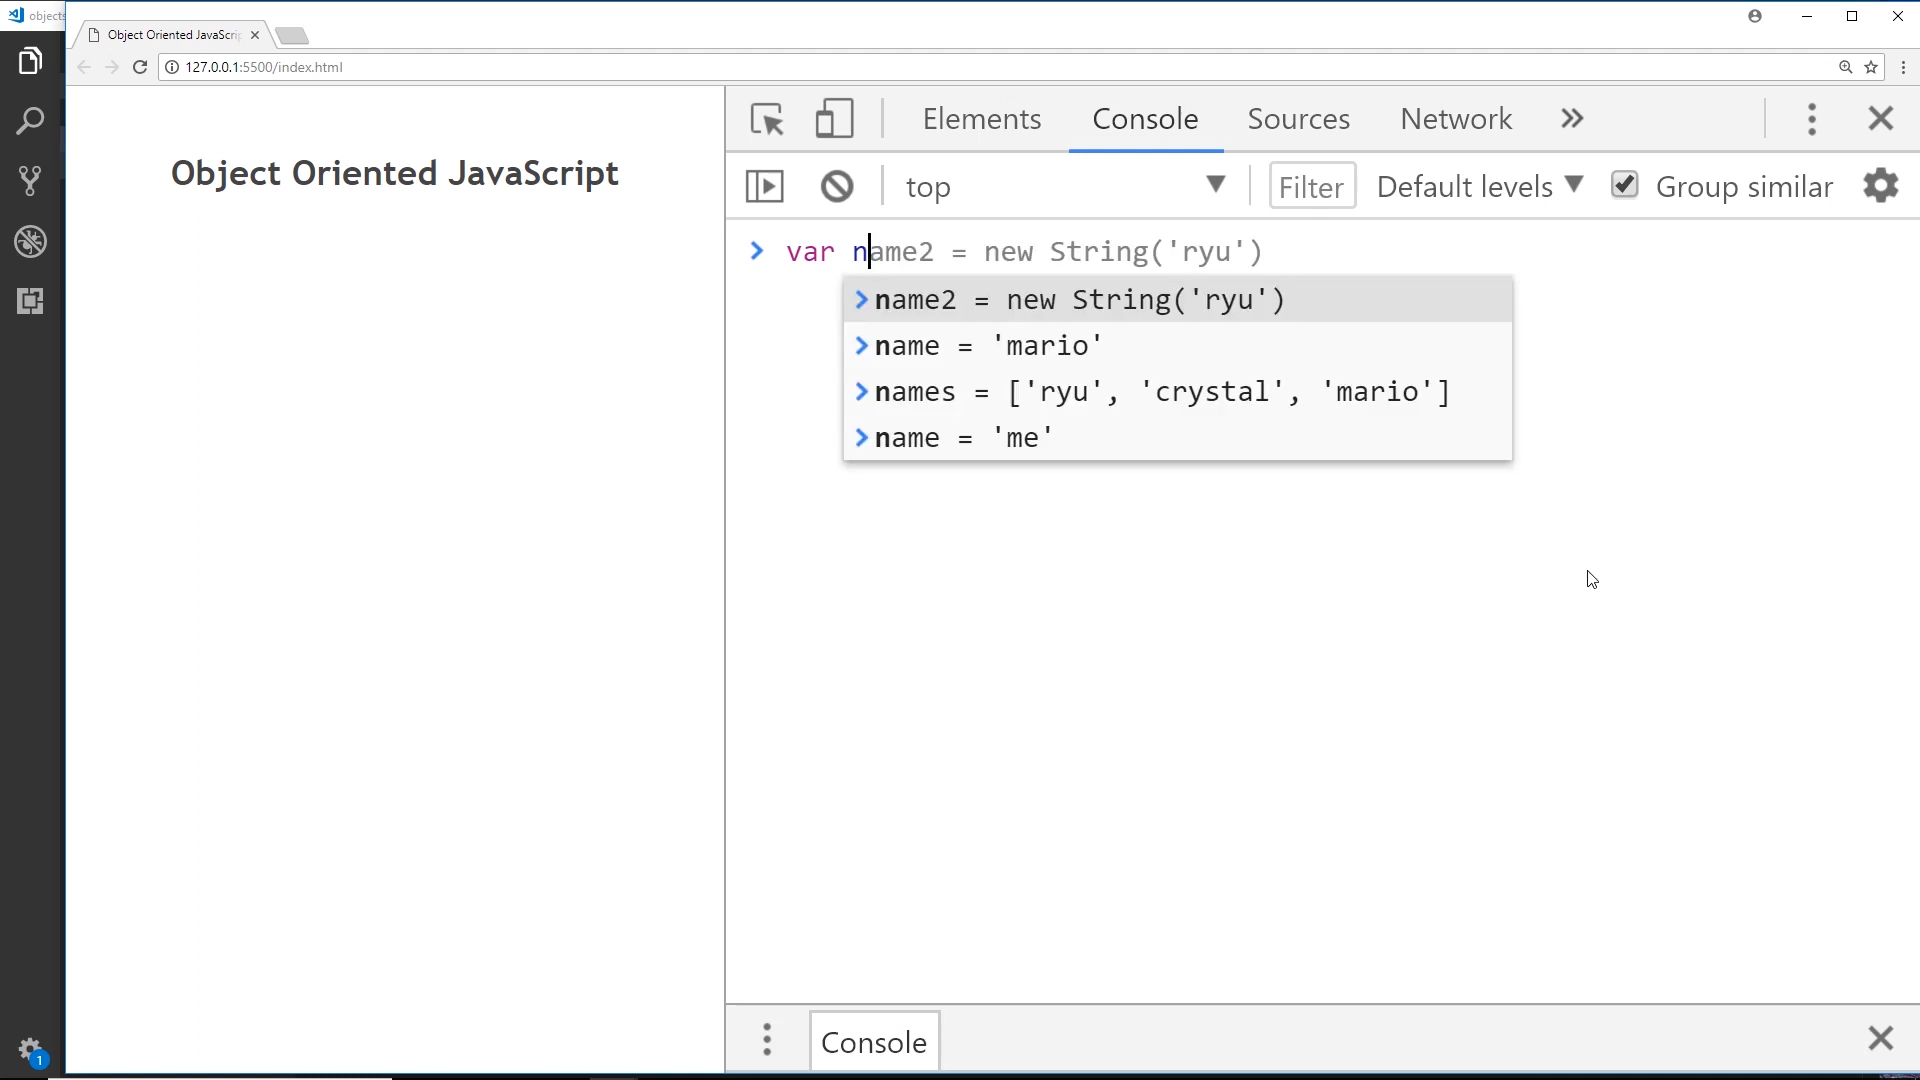 objects
Object Oriented JavaScrip
127.0.0.1:5500/index.html
Object Oriented JavaScript
Elements Console Sources Network
top Filter Default levels Group similar
var name2 = new String('ryu')
name2 = new String('ryu')
name = 'mario'
names = ['ryu', 'crystal', 'mario']
name = 'me'
1
Console